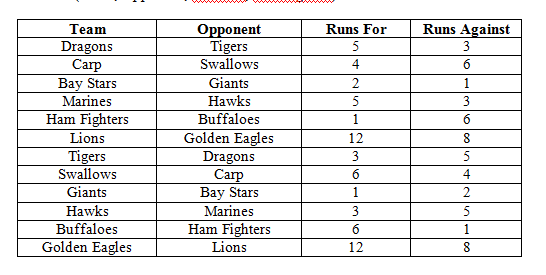 Team Opponent Runs For Runs Against
Dragons Tigers 5 3
Carp Swallows 4 6
Bay Stars Giants 2 1
Marines Hawks 5 3
Ham Fighters Buffaloes 1 6
Lions Golden Eagles 12 8
Tigers Dragons 3 5
Swallows Carp 6 4
Giants Bay Stars 1 2
Hawks Marines 3 5
Buffaloes Ham Fighters 6 1
Golden Eagles Lions 12 8